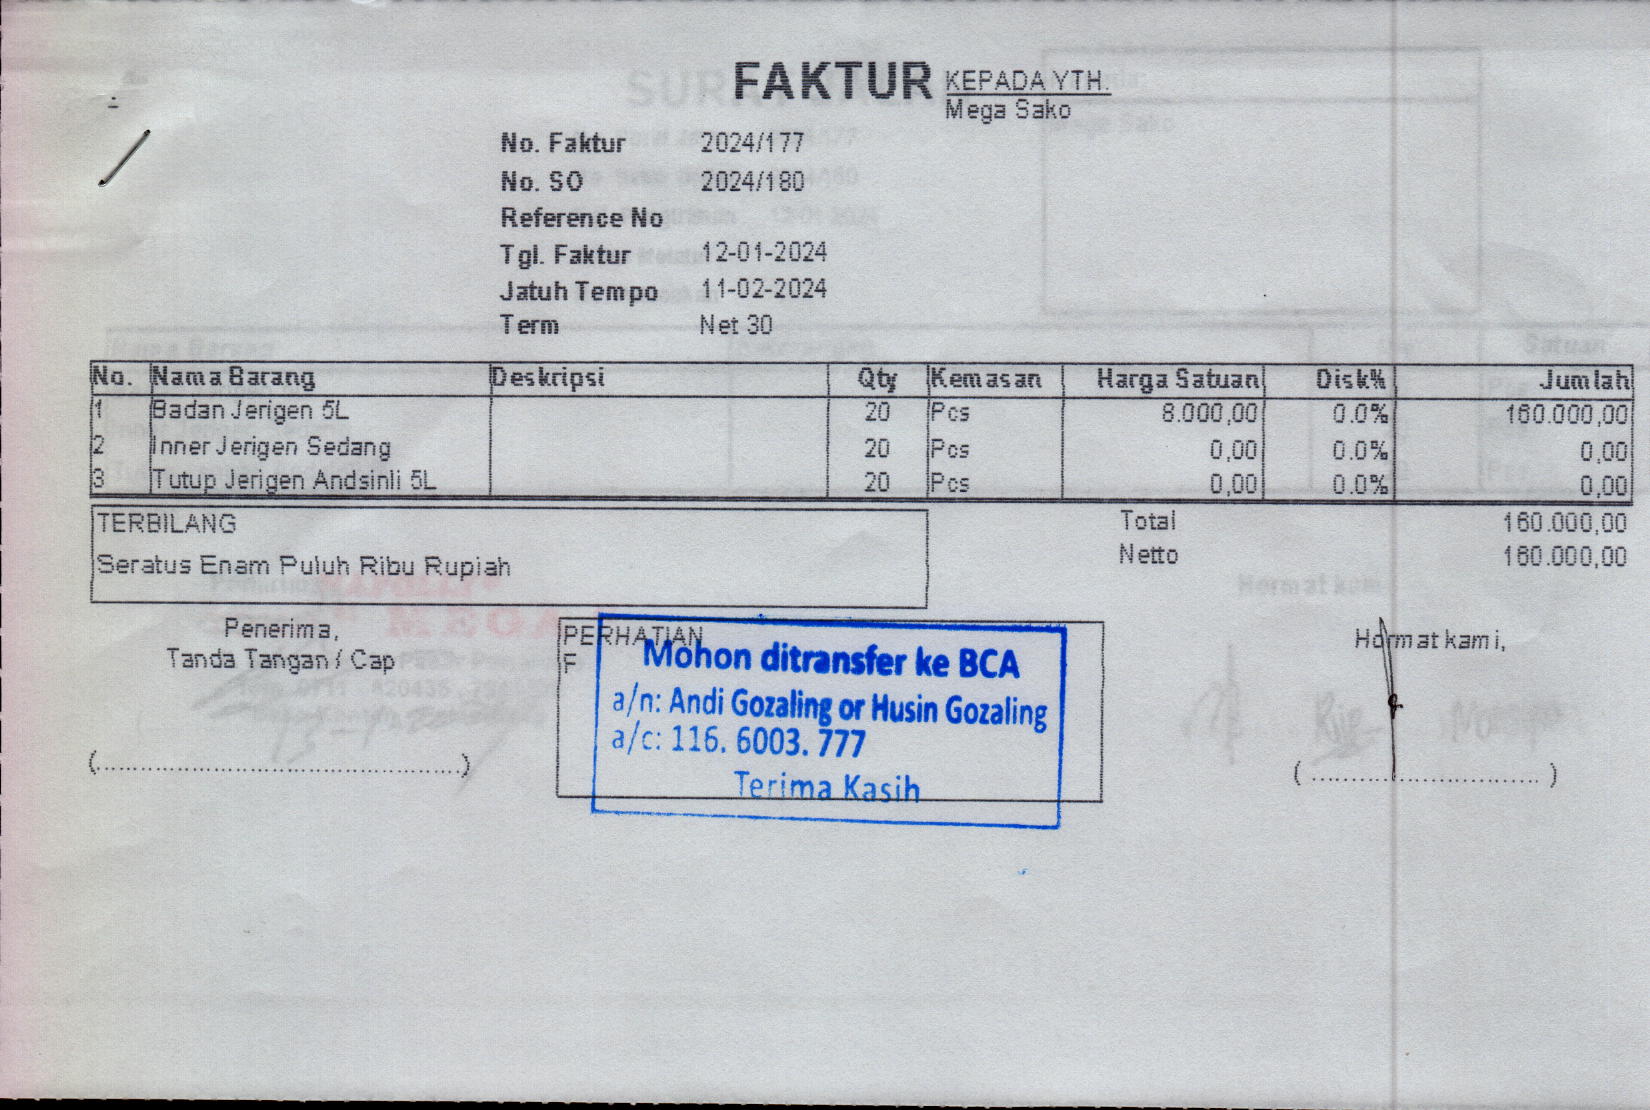 FAKTUR
KEPADA YTH.
Mega Sako
No. Faktur 2024/177
No. SO 2024/180
Reference No
Tgl. Faktur 12-01-2024
Jatuh Tempo 11-02-2024
Term Net 30
No. Nama Barang Deskripsi Qty Kemasan Harga Satuan Disk% Jumlah
1 Badan Jerigen 5L 20 Pcs 8.000,00 0.0% 160.000,00
2 Inner Jerigen Sedang 20 Pcs 0,00 0.0% 0,00
3 Tutup Jerigen Andsinli 5L 20 Pcs 0,00 0.0% 0,00
TERBILANG
Seratus Enam Puluh Ribu Rupiah
Total 160.000,00
Netto 160.000,00
Penerima,
Tanda Tangan / Cap
(..........................................................)
PERHATIAN
F
Mohon ditransfer ke BCA
a/n: Andi Gozaling or Husin Gozaling
a/c: 116. 6003. 777
Terima Kasih
Hormat kami,
( .................................... )